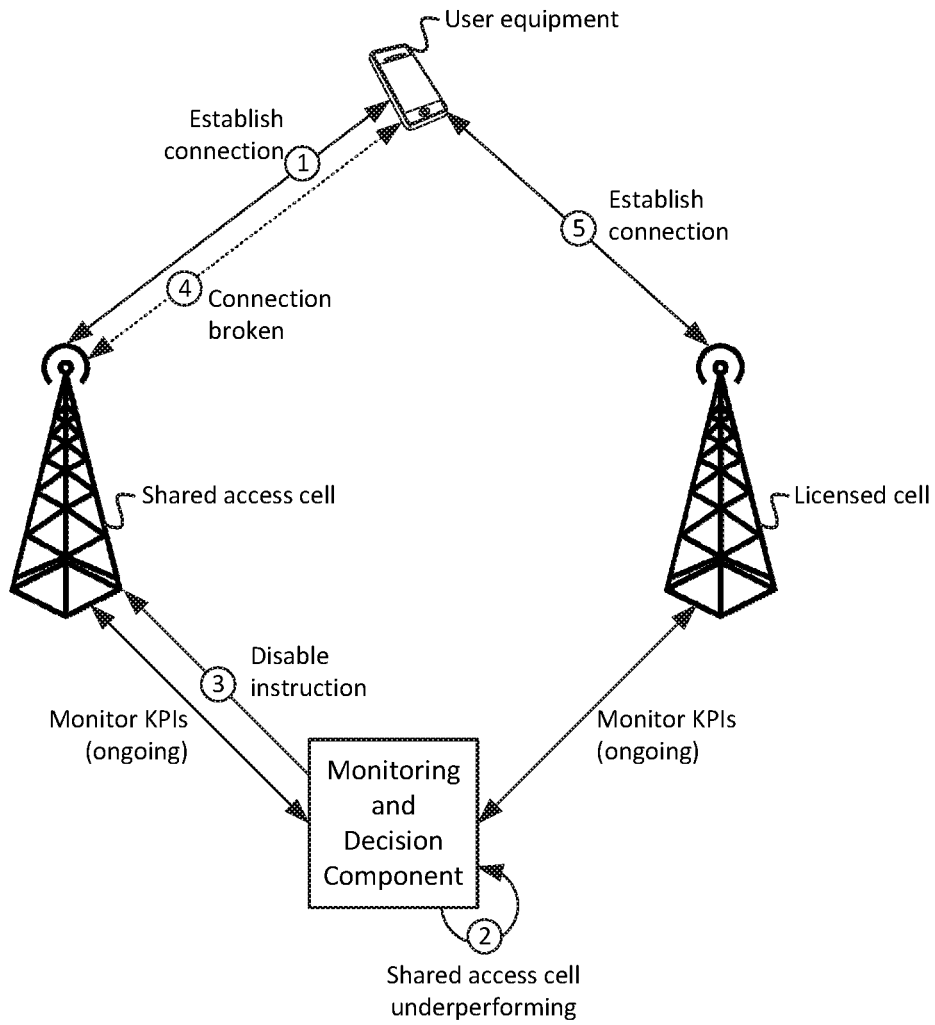 User equipment
Establish
connection
1
Establish
connection
5
4
Connection
broken
Shared access cell
Licensed cell
Disable
instruction
3
Monitor KPIs
(ongoing)
Monitor KPIs
(ongoing)
Monitoring
and
Decision
Component
2
Shared access cell
underperforming